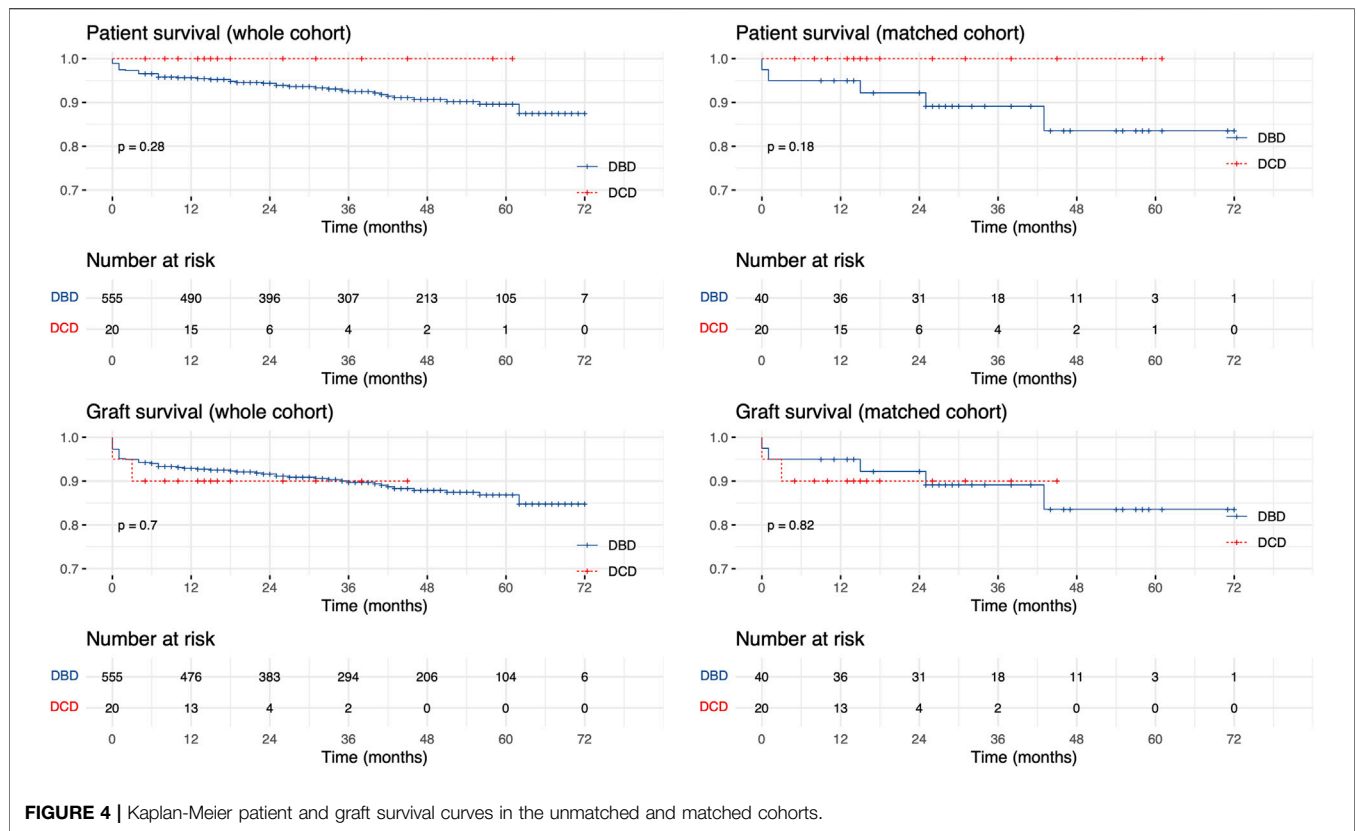 Patient survival (whole cohort)
1.0
0.9
0.8
0.7
p = 0.28
DBD
DCD
0 12 24 36 48 60 72
Time (months)
Number at risk
DBD 555 490 396 307 213 105 7
DCD 20 15 6 4 2 1 0
0 12 24 36 48 60 72
Time (months)
Patient survival (matched cohort)
1.0
0.9
0.8
0.7
p = 0.18
DBD
DCD
0 12 24 36 48 60 72
Time (months)
Number at risk
DBD 40 36 31 18 11 3 1
DCD 20 15 6 4 2 1 0
0 12 24 36 48 60 72
Time (months)
Graft survival (whole cohort)
1.0
0.9
0.8
0.7
p = 0.7
DBD
DCD
0 12 24 36 48 60 72
Time (months)
Number at risk
DBD 555 476 383 294 206 104 6
DCD 20 13 4 2 0 0 0
0 12 24 36 48 60 72
Time (months)
Graft survival (matched cohort)
1.0
0.9
0.8
0.7
p = 0.82
DBD
DCD
0 12 24 36 48 60 72
Time (months)
Number at risk
DBD 40 36 31 18 11 3 1
DCD 20 13 4 2 0 0 0
0 12 24 36 48 60 72
Time (months)
FIGURE 4 | Kaplan-Meier patient and graft survival curves in the unmatched and matched cohorts.